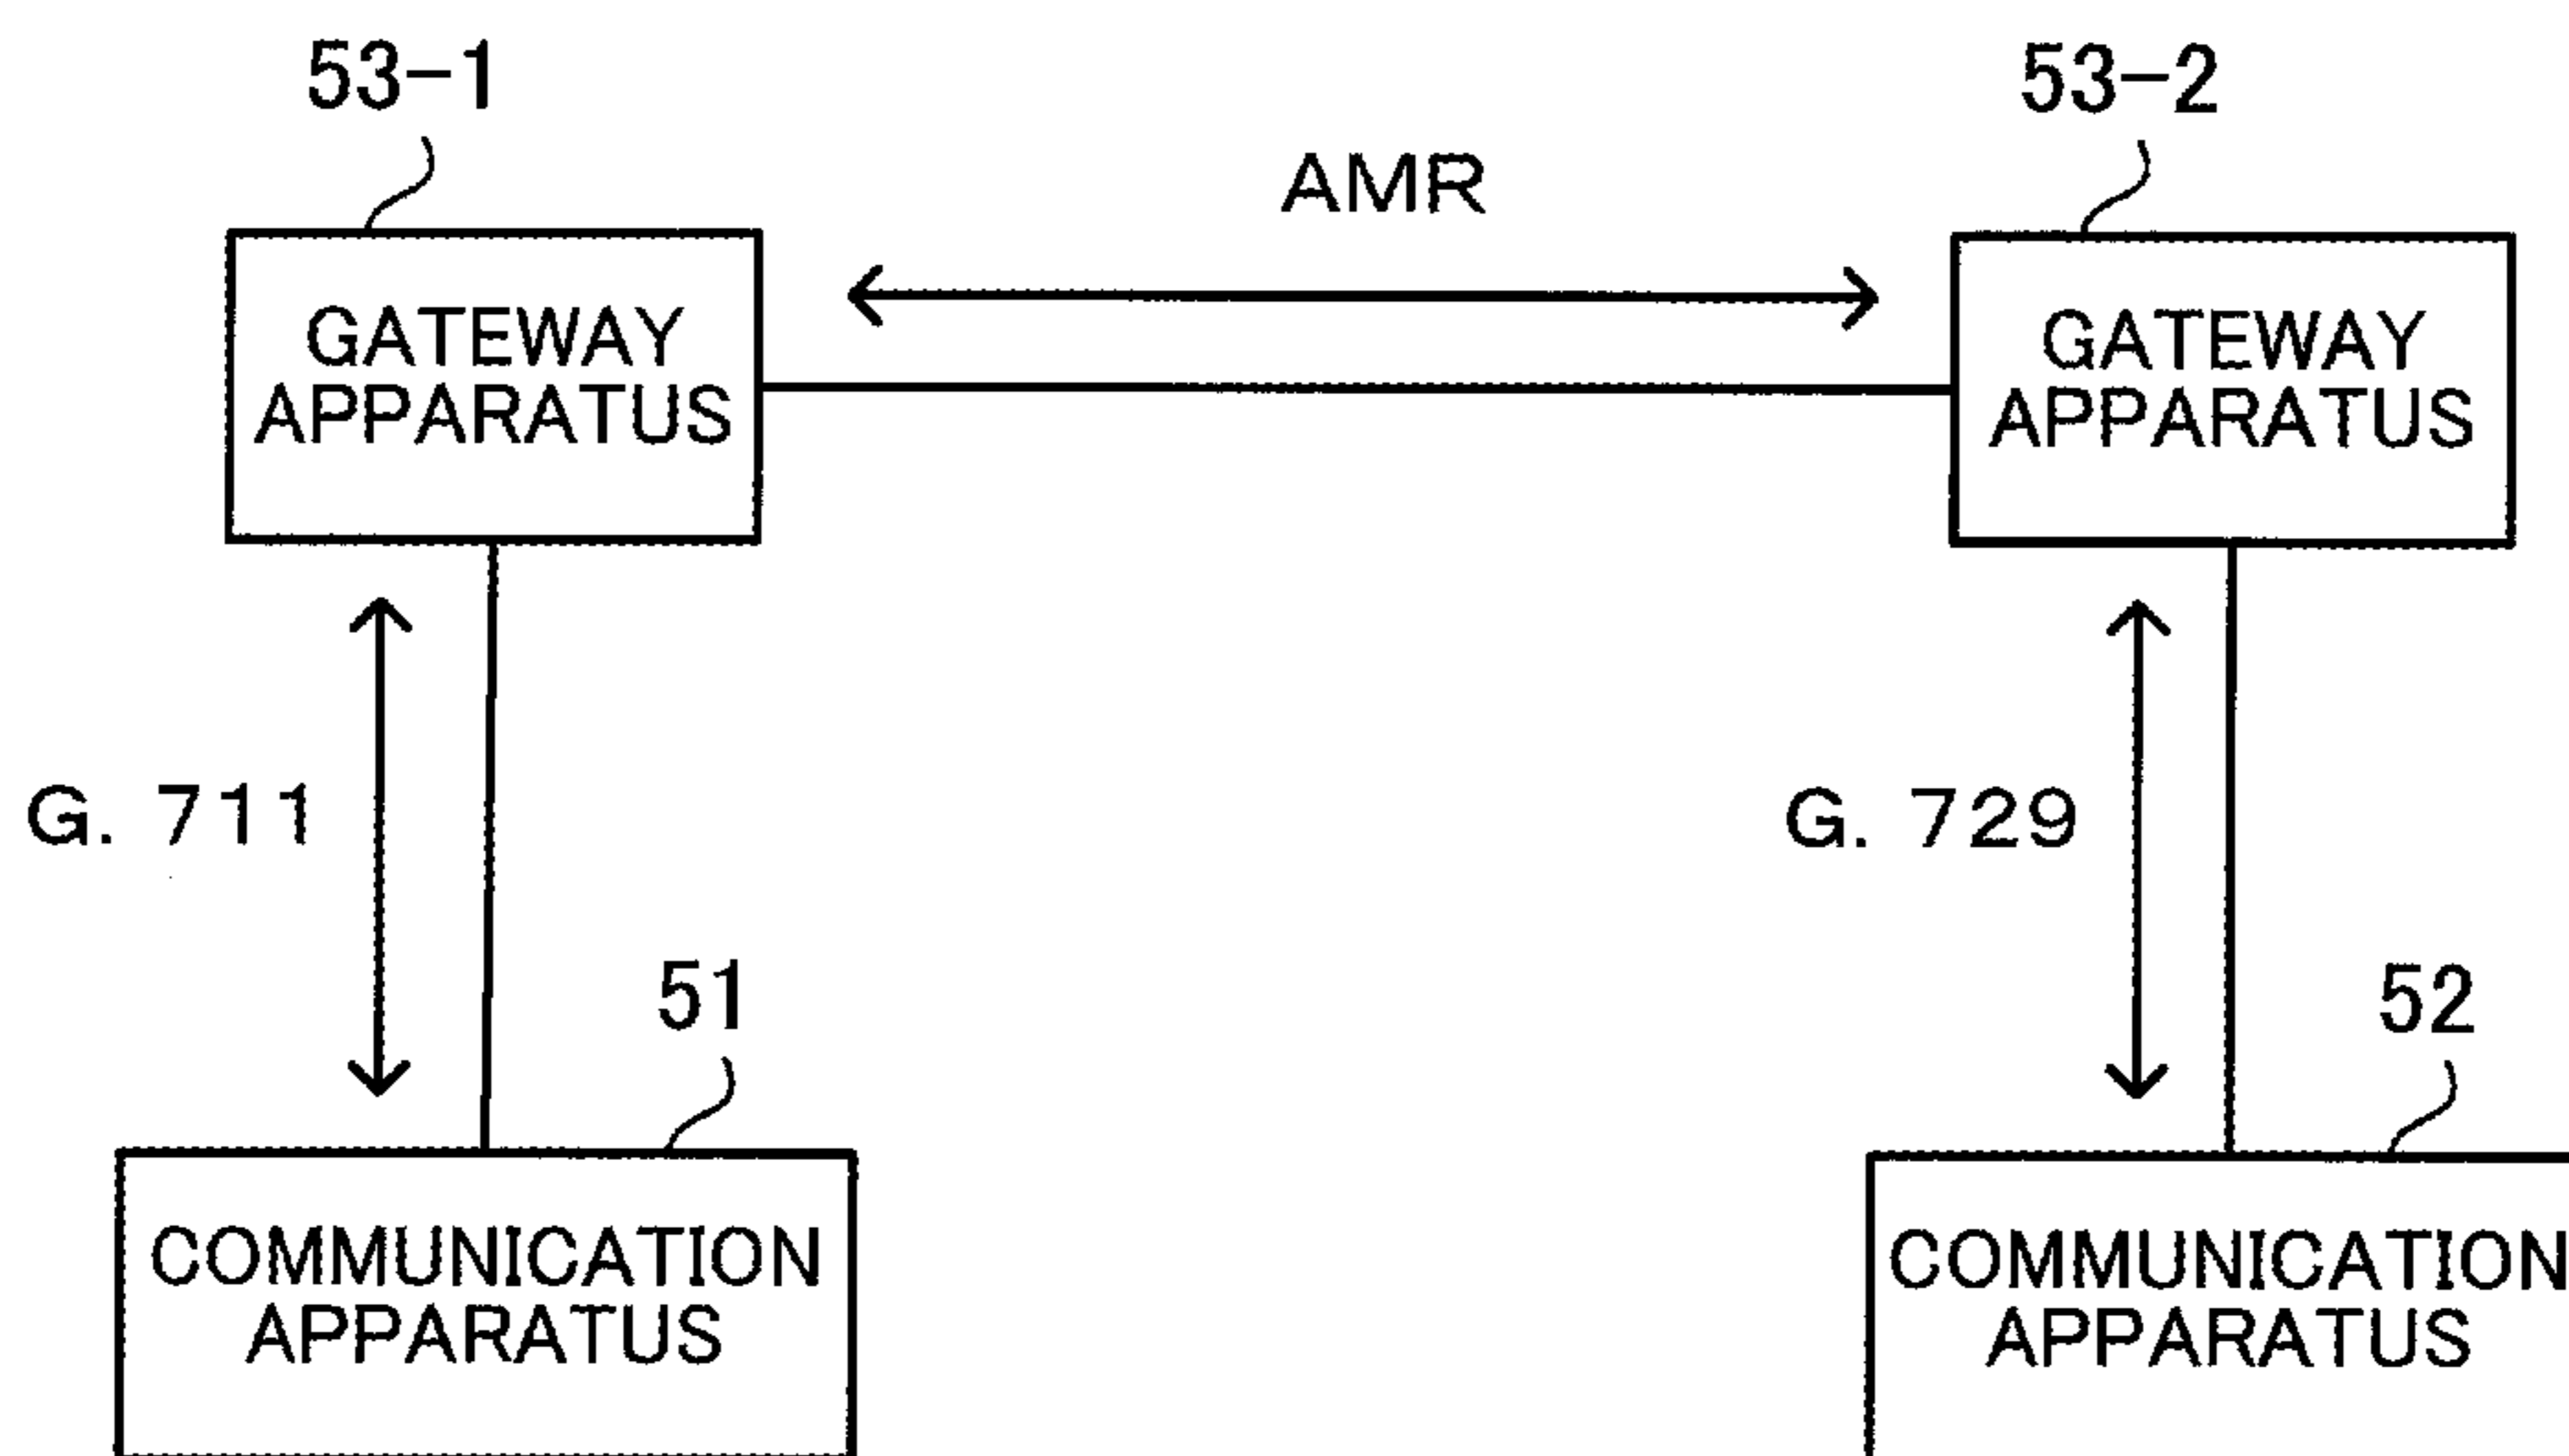 53-1
53-2
AMR
GATEWAY
APPARATUS
GATEWAY
APPARATUS
G. 711
G. 729
51
52
COMMUNICATION
APPARATUS
COMMUNICATION
APPARATUS